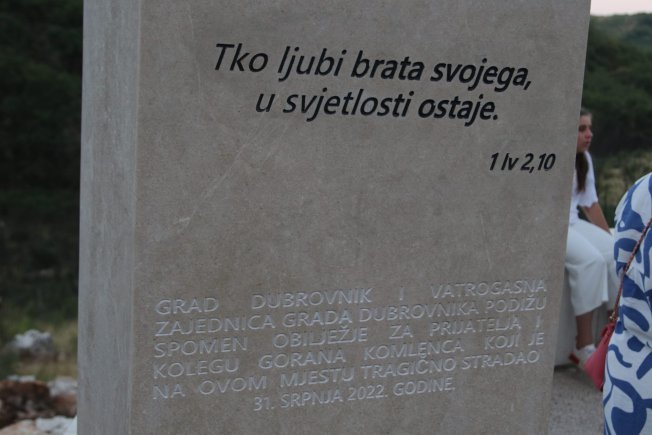 Tko ljubi brata svojega,
u svjetlosti ostaje.
1 Iv 2,10
GRAD DUBROVNIK I VATROGASNA
ZAJEDNICA GRADA DUBROVNIKA PODIŽU
SPOMEN OBILJEŽJE ZA PRIJATELJA I
KOLEGU GORANA KOMLENCA KOJI JE
NA OVOM MJESTU TRAGIČNO STRADAO
31. SRPNJA 2022. GODINE.